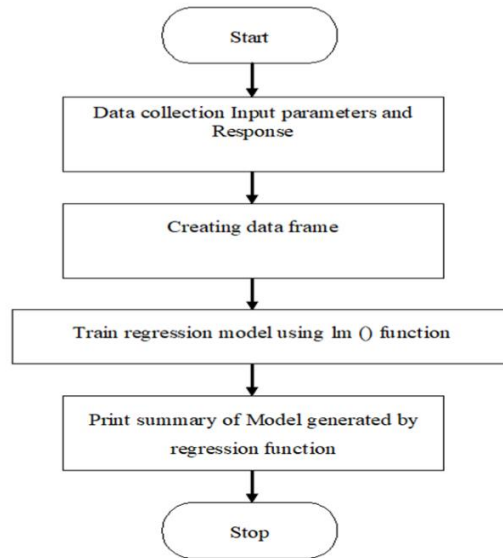 Start
Data collection Input parameters and
Response
Creating data frame
Train regression model using lm () function
Print summary of Model generated by
regression function
Stop